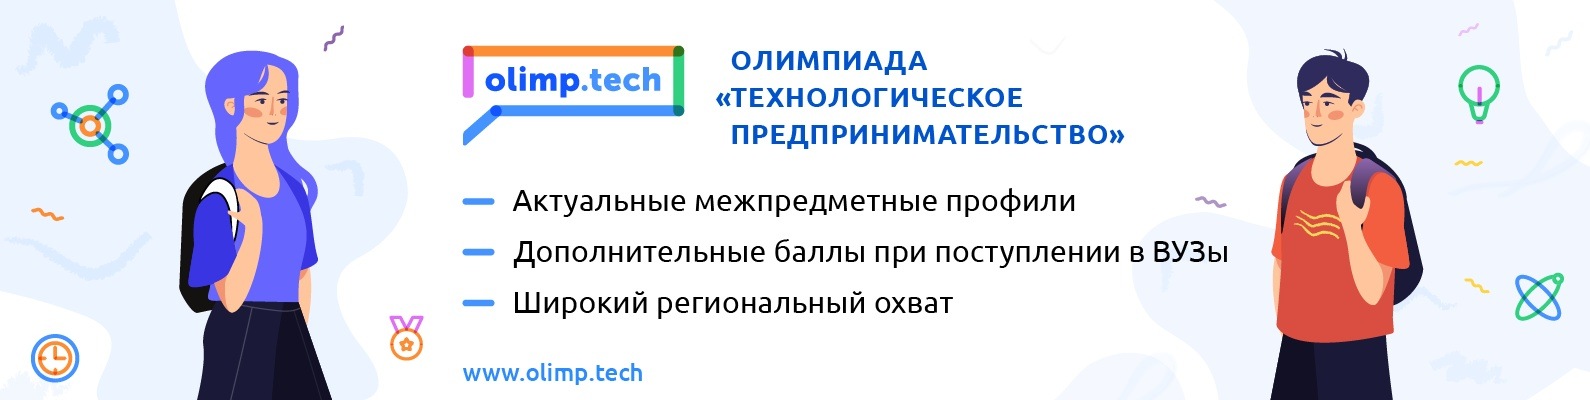 olimp.tech
ОЛИМПИАДА
«ТЕХНОЛОГИЧЕСКОЕ
ПРЕДПРИНИМАТЕЛЬСТВО»
Актуальные межпредметные профили
Дополнительные баллы при поступлении в ВУЗы
Широкий региональный охват
www.olimp.tech